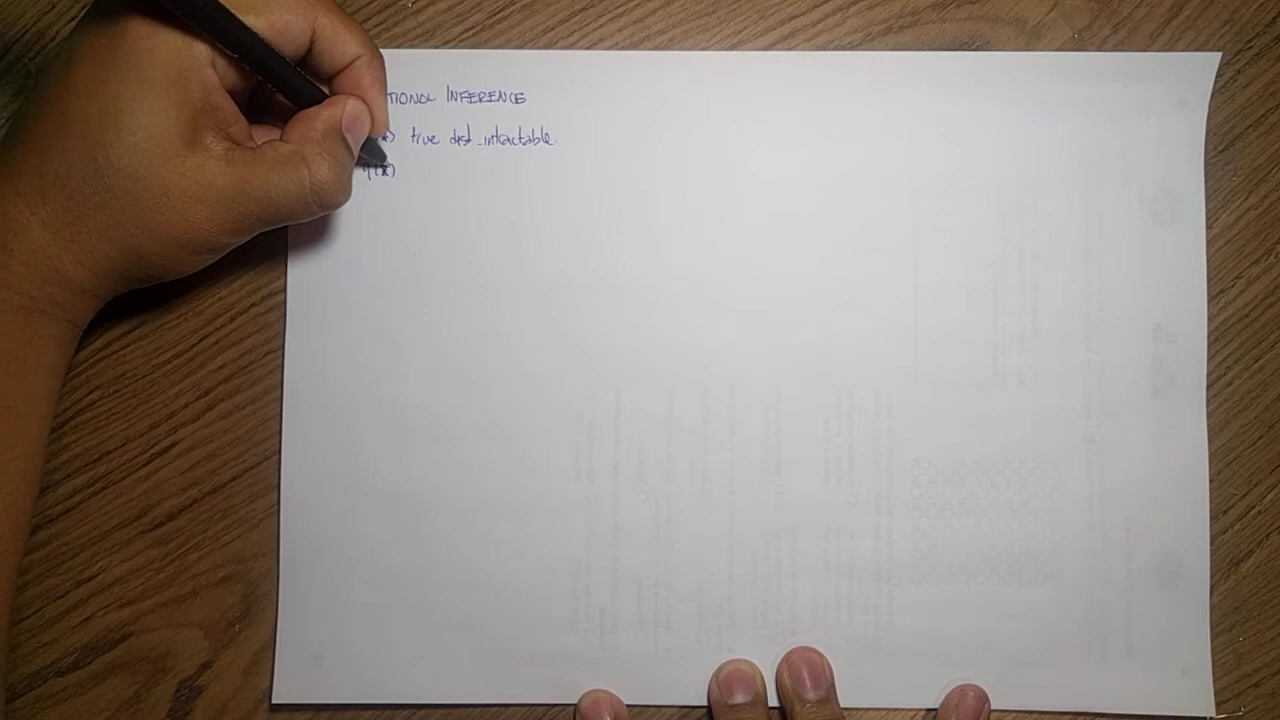 TIONAL INFERENCE
) true dist intractable.
q(x)